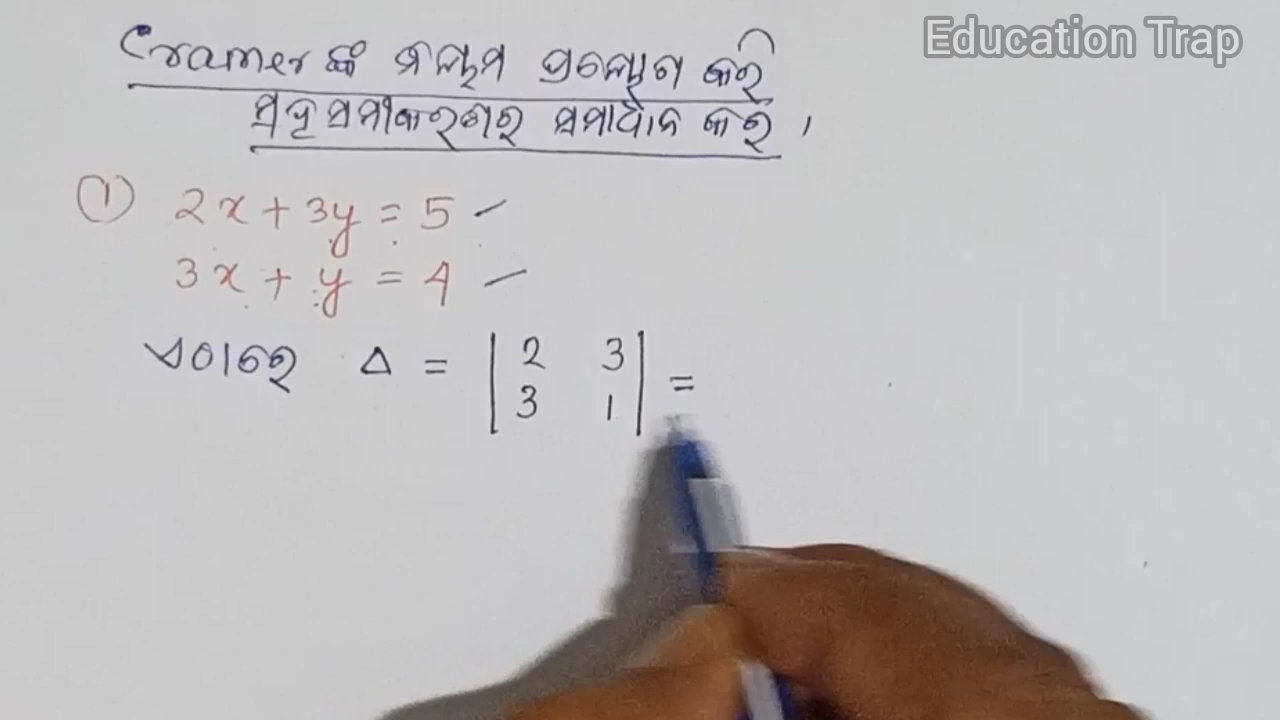 Education Trap
Cramerଙ୍କ ନିୟମ ପ୍ରୟୋଗ କରି
ସମୀକରଣର ସମାଧାନ କର ।
① 2x + 3y = 5
3x + y = 4
ଏଠାରେ Δ = | 2 3 | =
| 3 1 |